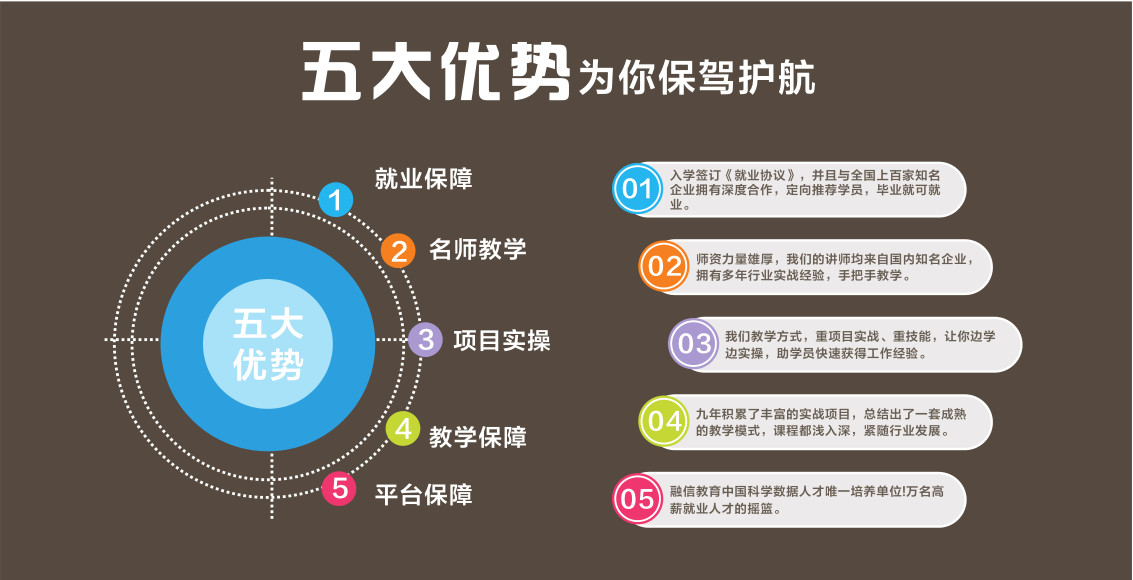 五大优势为你保驾护航
五大
优势
1
就业保障
2
名师教学
3
项目实操
4
教学保障
5
平台保障
01
入学签订《就业协议》，并且与全国上百家知名
企业拥有深度合作，定向推荐学员，毕业就可就
业。
02
师资力量雄厚，我们的讲师均来自国内知名企业，
拥有多年行业实战经验，手把手教学。
03
我们教学方式，重项目实战、重技能，让你边学
边实操，助学员快速获得工作经验。
04
九年积累了丰富的实战项目，总结出了一套成熟
的教学模式，课程都浅入深，紧随行业发展。
05
融信教育中国科学数据人才唯一培养单位!万名高
薪就业人才的摇篮。